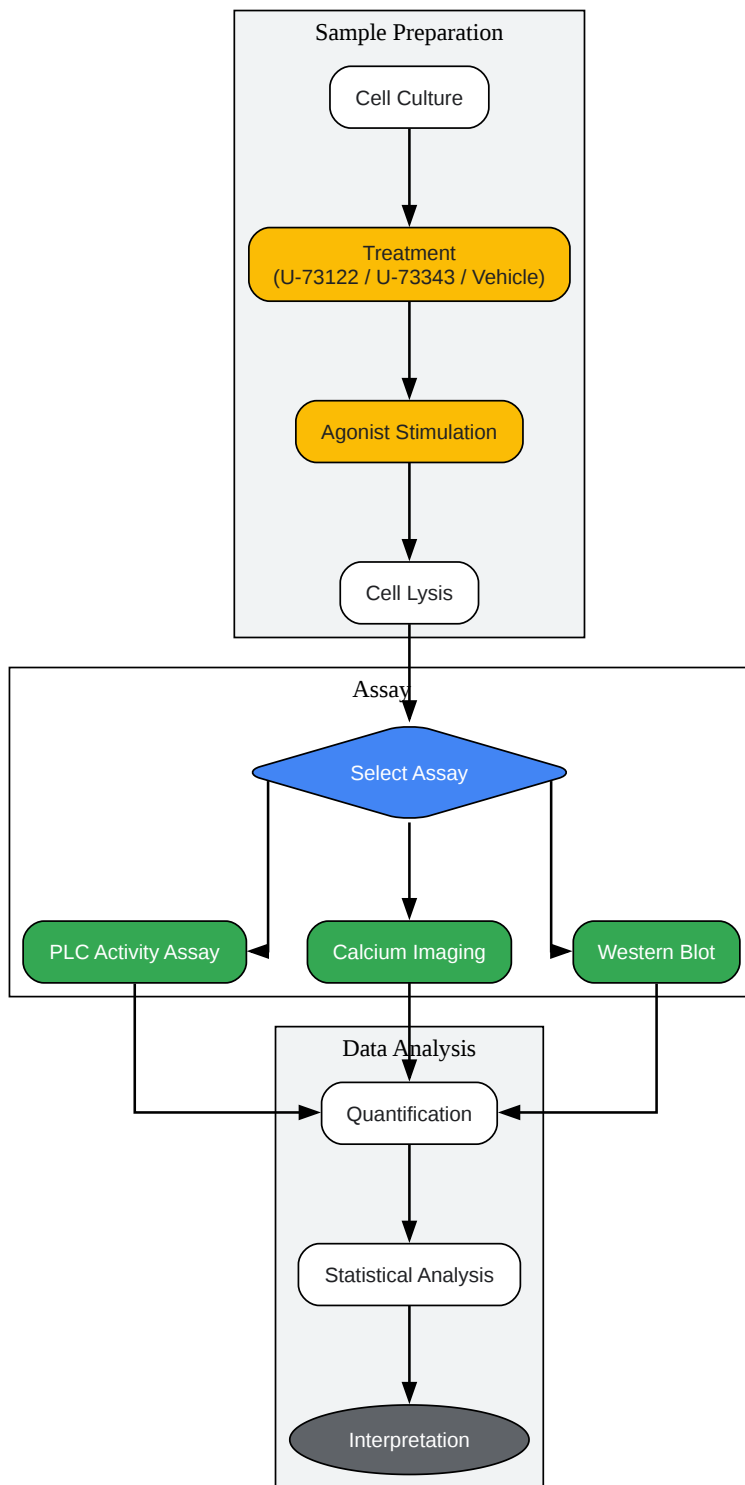 Sample Preparation
Cell Culture
Treatment
(U-73122 / U-73343 / Vehicle)
Agonist Stimulation
Cell Lysis
Assay
Select Assay
PLC Activity Assay
Calcium Imaging
Western Blot
Data Analysis
Quantification
Statistical Analysis
Interpretation